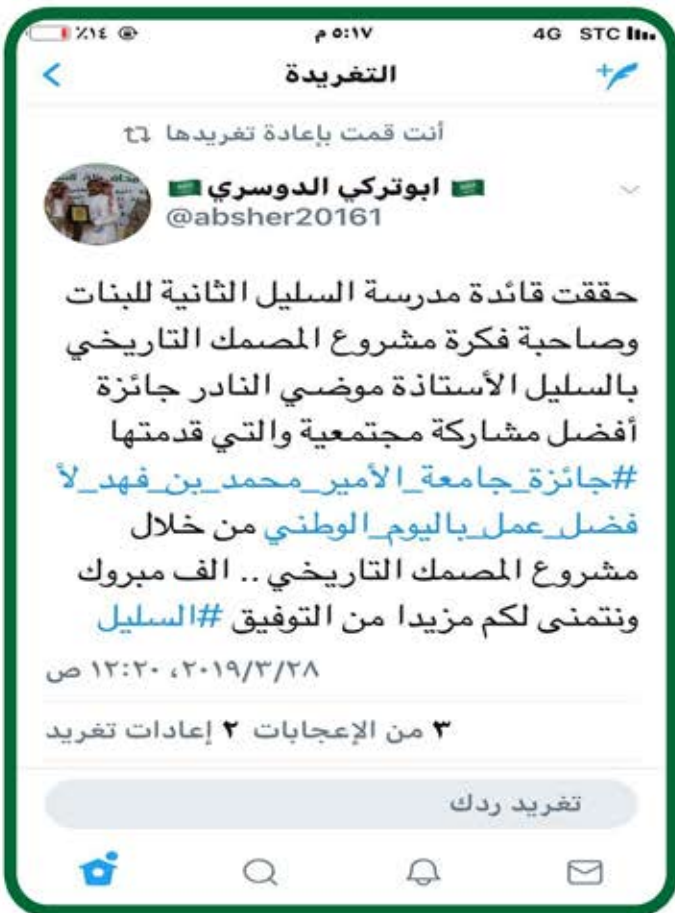 ٪١٤ ٥:١٧ م 4G STC
التغريدة
أنت قمت بإعادة تغريدها
ابوتركي الدوسري
@absher20161
حققت قائدة مدرسة السليل الثانية للبنات
وصاحبة فكرة مشروع المصمك التاريخي
بالسليل الأستاذة موضي النادر جائزة
أفضل مشاركة مجتمعية والتي قدمتها
#جائزة_جامعة_الأمير_محمد_بن_فهد_لأ
فضل_عمل_باليوم_الوطني من خلال
مشروع المصمك التاريخي .. الف مبروك
ونتمنى لكم مزيدا من التوفيق #السليل
٢٠١٩/٣/٢٨، ١٢:٢٠ ص
٣ من الإعجابات ٢ إعادات تغريد
تغريد ردك